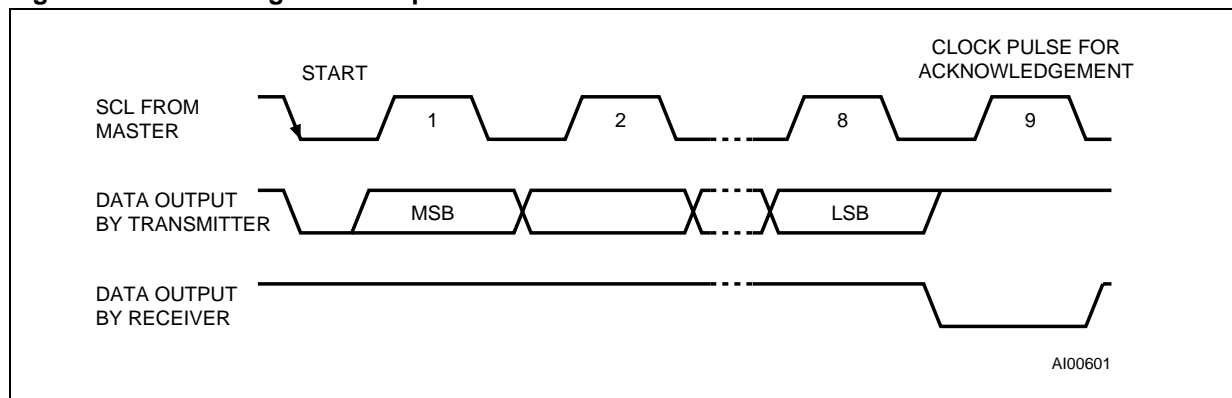 START
CLOCK PULSE FOR
ACKNOWLEDGEMENT
SCL FROM
MASTER
1
2
8
9
DATA OUTPUT
BY TRANSMITTER
MSB
LSB
DATA OUTPUT
BY RECEIVER
AI00601